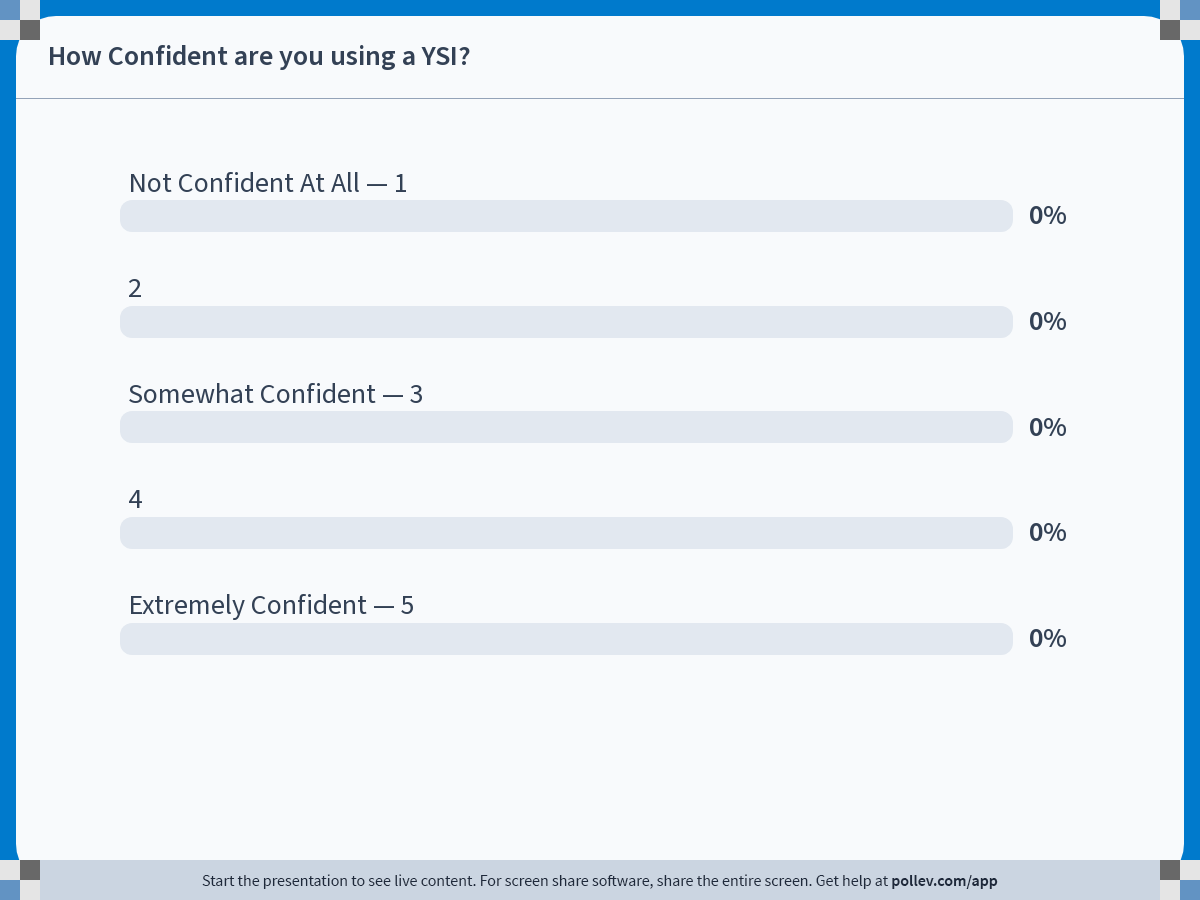 How Confident are you using a YSI?
Not Confident At All — 1
0%
2
0%
Somewhat Confident — 3
0%
4
0%
Extremely Confident — 5
0%
Start the presentation to see live content. For screen share software, share the entire screen. Get help at pollev.com/app